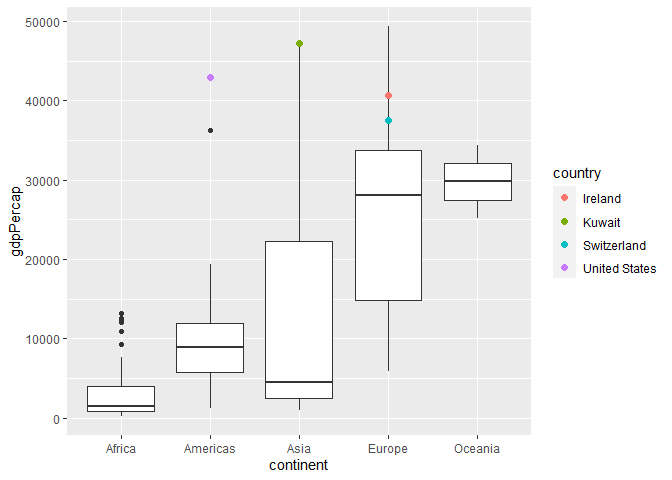 50000
40000
30000
20000
10000
0
gdpPercap
Africa
Americas
Asia
Europe
Oceania
continent
country
Ireland
Kuwait
Switzerland
United States